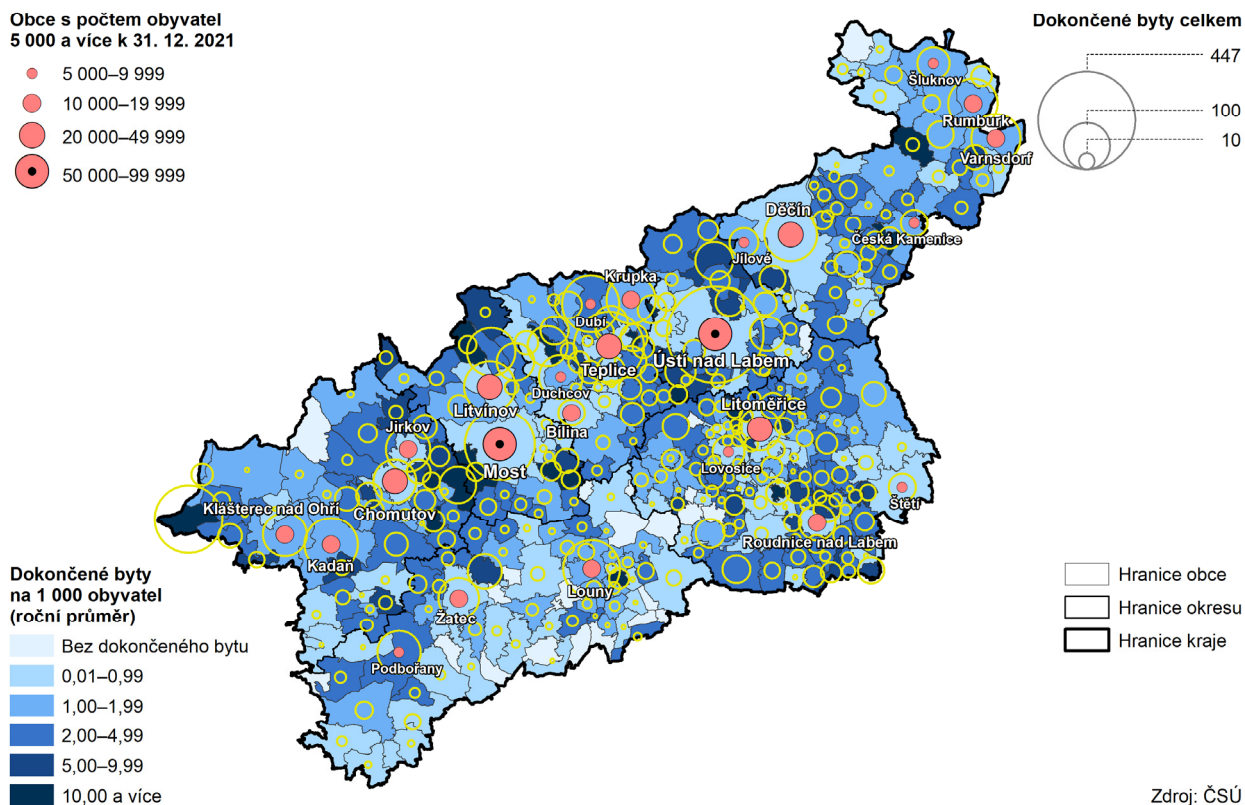 Obce s počtem obyvatel
5 000 a více k 31. 12. 2021
5 000–9 999
10 000–19 999
20 000–49 999
50 000–99 999
Dokončené byty celkem
447
100
10
Šluknov
Rumburk
Varnsdorf
Děčín
Česká Kamenice
Jílové
Krupka
Dubí
Ústí nad Labem
Teplice
Duchcov
Litvínov
Litoměřice
Bílina
Jirkov
Most
Lovosice
Štětí
Chomutov
Klášterec nad Ohří
Roudnice nad Labem
Kadaň
Louny
Žatec
Podbořany
Dokončené byty
na 1 000 obyvatel
(roční průměr)
Bez dokončeného bytu
0,01–0,99
1,00–1,99
2,00–4,99
5,00–9,99
10,00 a více
Hranice obce
Hranice okresu
Hranice kraje
Zdroj: ČSÚ